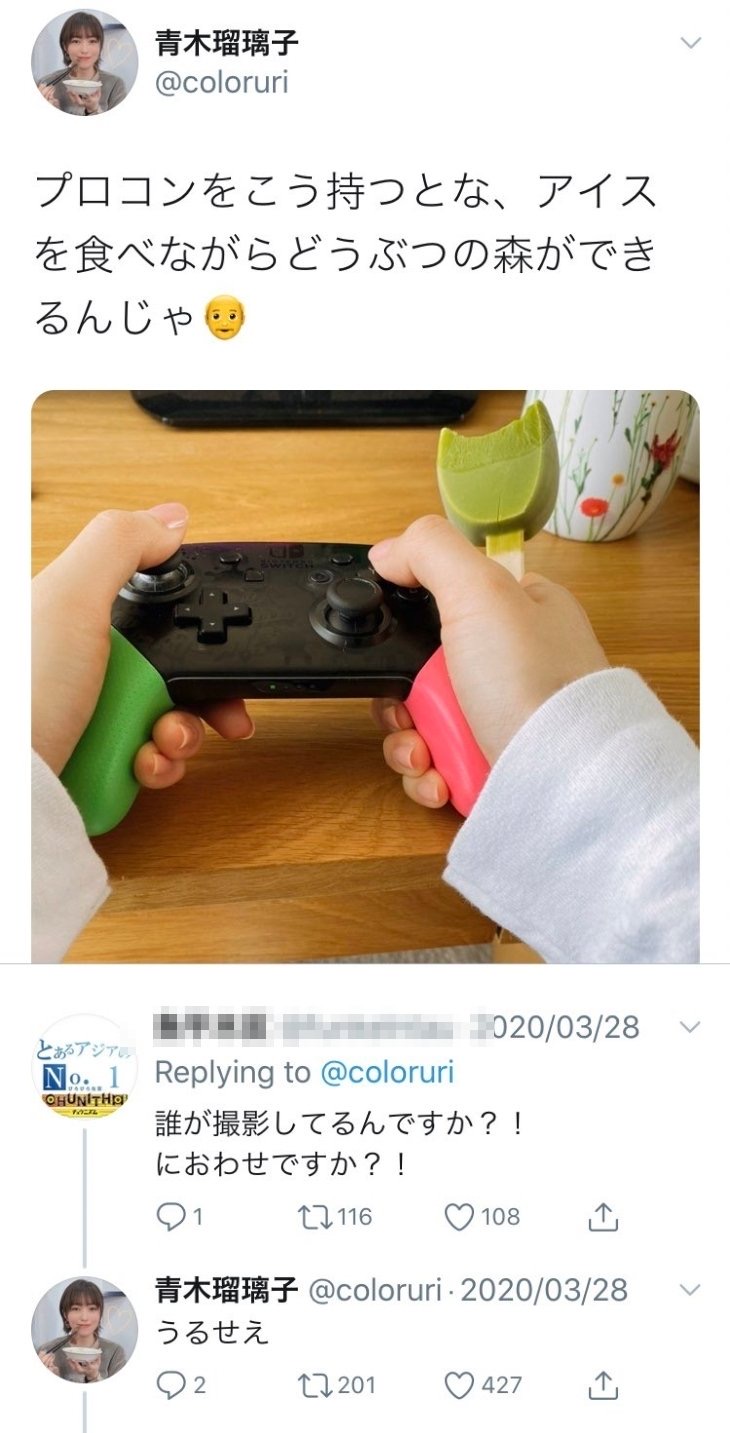 青木瑠璃子
@coloruri
プロコンをこう持つとな、アイス
を食べながらどうぶつの森ができ
るんじゃ👴
SWITCH
とあるアジアの
No. 1
CHUNITHM
2020/03/28
Replying to @coloruri
誰が撮影してるんですか？！
におわせですか？！
1
116
108
青木瑠璃子 @coloruri · 2020/03/28
うるせえ
2
201
427